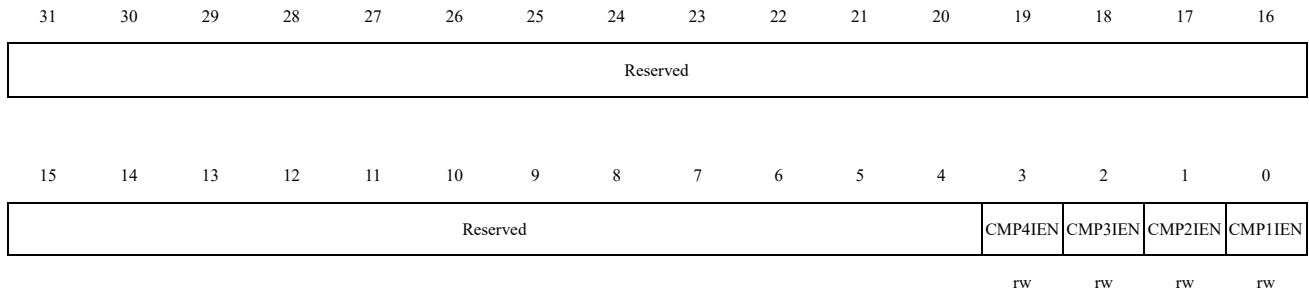 31 30 29 28 27 26 25 24 23 22 21 20 19 18 17 16
Reserved
15 14 13 12 11 10 9 8 7 6 5 4 3 2 1 0
Reserved CMP4IEN CMP3IEN CMP2IEN CMP1IEN
rw rw rw rw